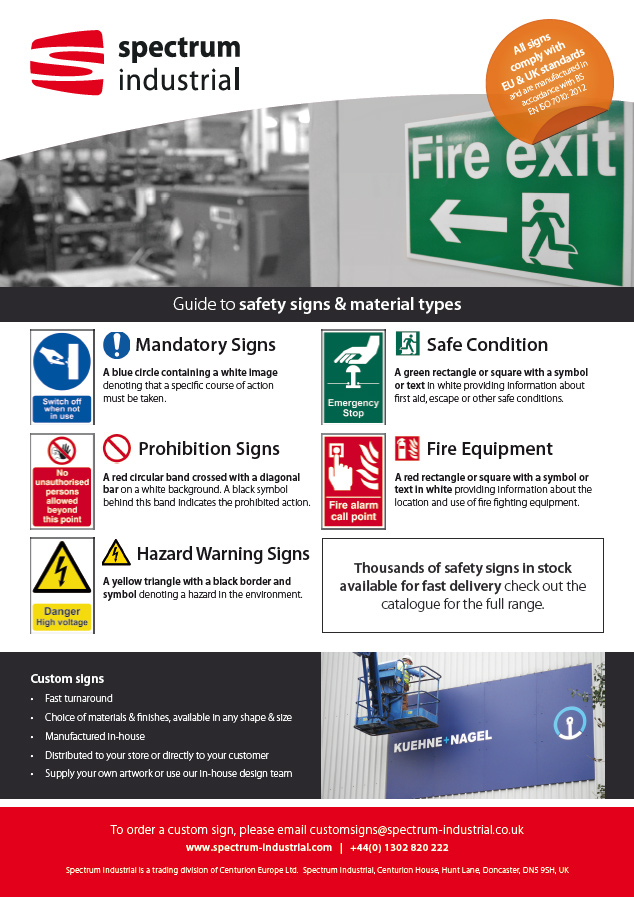 spectrum
industrial
All signs
comply with
EU & UK standards
and are manufactured in
accordance with BS
EN ISO 7010: 2012
Fire exit
Guide to safety signs & material types
Switch off
when not
in use
Mandatory Signs
A blue circle containing a white image
denoting that a specific course of action
must be taken.
Emergency
Stop
Safe Condition
A green rectangle or square with a symbol
or text in white providing information about
first aid, escape or other safe conditions.
No
unauthorised
persons
allowed
beyond
this point
Prohibition Signs
A red circular band crossed with a diagonal
bar on a white background. A black symbol
behind this band indicates the prohibited action.
Fire alarm
call point
Fire Equipment
A red rectangle or square with a symbol or
text in white providing information about the
location and use of fire fighting equipment.
Danger
High voltage
Hazard Warning Signs
A yellow triangle with a black border and
symbol denoting a hazard in the environment.
Thousands of safety signs in stock
available for fast delivery check out the
catalogue for the full range.
Custom signs
• Fast turnaround
• Choice of materials & finishes, available in any shape & size
• Manufactured in-house
• Distributed to your store or directly to your customer
• Supply your own artwork or use our in-house design team
KUEHNE+NAGEL
To order a custom sign, please email customsigns@spectrum-industrial.co.uk
www.spectrum-industrial.com | +44(0) 1302 820 222
Spectrum Industrial is a trading division of Centurion Europe Ltd. Spectrum Industrial, Centurion House, Hunt Lane, Doncaster, DN5 9SH, UK